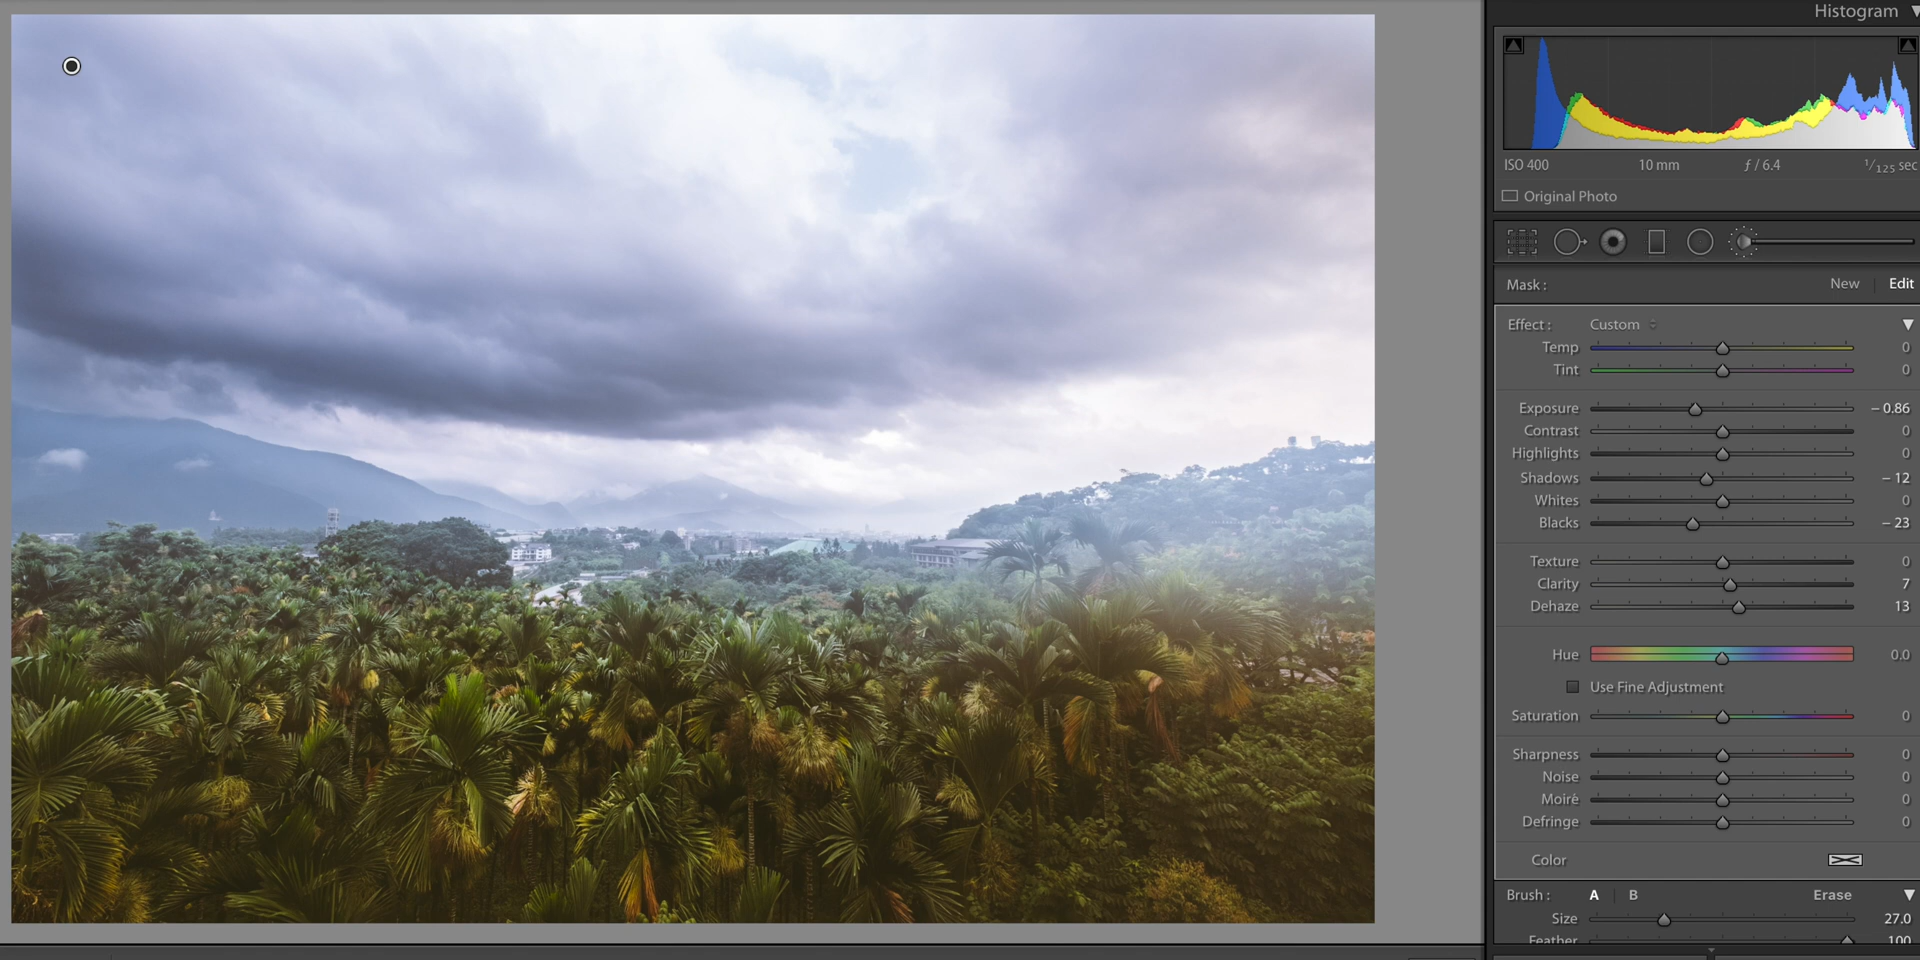 Histogram
ISO 400 10 mm ƒ / 6.4 1/125 sec
Original Photo
Mask : New Edit
Effect : Custom
Temp 0
Tint 0
Exposure – 0.86
Contrast 0
Highlights 0
Shadows – 12
Whites 0
Blacks – 23
Texture 0
Clarity 7
Dehaze 13
Hue 0.0
Use Fine Adjustment
Saturation 0
Sharpness 0
Noise 0
Moiré 0
Defringe 0
Color
Brush : A B Erase
Size 27.0
Feather 100